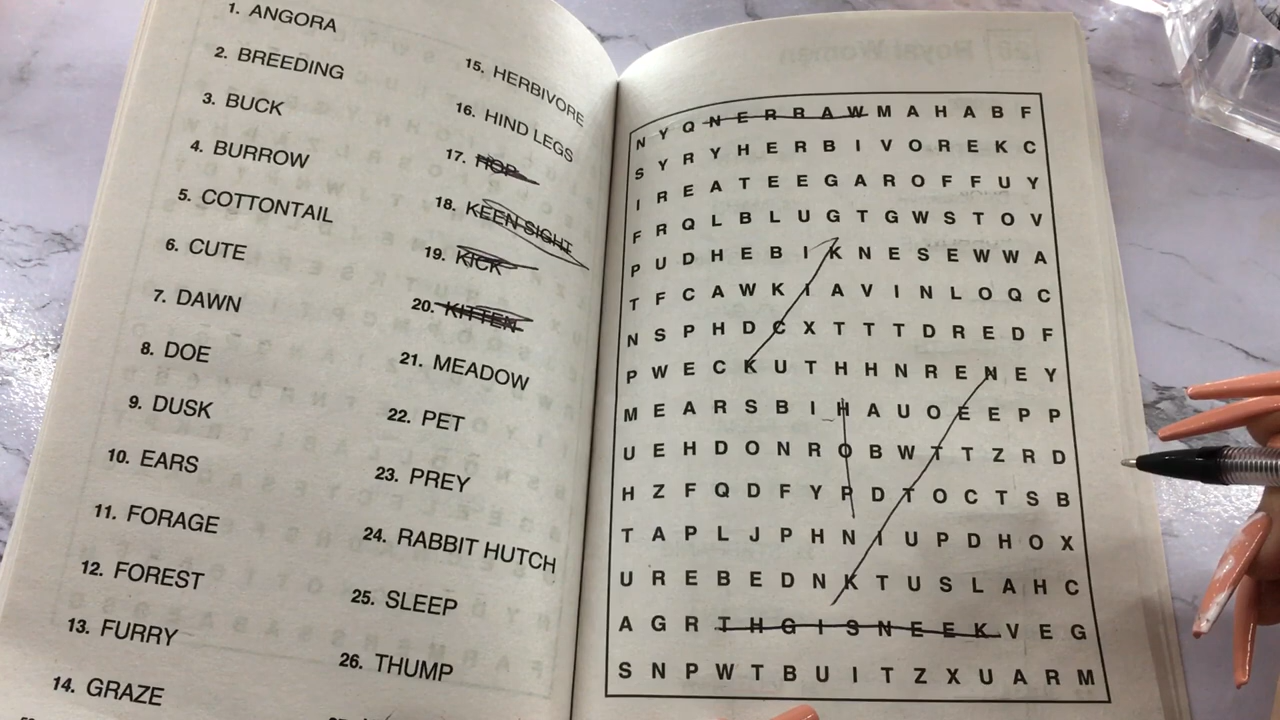 1. ANGORA
2. BREEDING
3. BUCK
4. BURROW
5. COTTONTAIL
6. CUTE
7. DAWN
8. DOE
9. DUSK
10. EARS
11. FORAGE
12. FOREST
13. FURRY
14. GRAZE
15. HERBIVORE
16. HIND LEGS
17. HOP
18. KEEN SIGHT
19. KICK
20. KITTEN
21. MEADOW
22. PET
23. PREY
24. RABBIT HUTCH
25. SLEEP
26. THUMP
N Y Q N E R R A W M A H A B F
S Y R Y H E R B I V O R E K C
I R E A T E E G A R O F F U Y
F R Q L B L U G T G W S T O V
P U D H E B I K N E S E W W A
T F C A W K I A V I N L O Q C
N S P H D C X T T T D R E D F
P W E C K U T H H N R E N E Y
M E A R S B I H A U O E E P P
U E H D O N R O B W T T Z R D
H Z F Q D F Y P D T O C T S B
T A P L J P H N I U P D H O X
U R E B E D N K T U S L A H C
A G R T H G I S N E E K V E G
S N P W T B U I T Z X U A R M